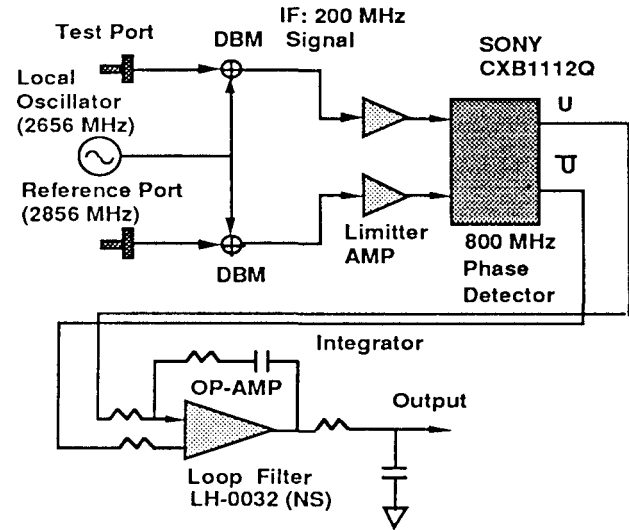 IF: 200 MHz
Signal
Test Port
DBM
SONY
CXB1112Q
Local
Oscillator
(2656 MHz)
U
U̅
Reference Port
(2856 MHz)
Limitter
AMP
DBM
800 MHz
Phase
Detector
Integrator
OP-AMP
Output
Loop Filter
LH-0032 (NS)